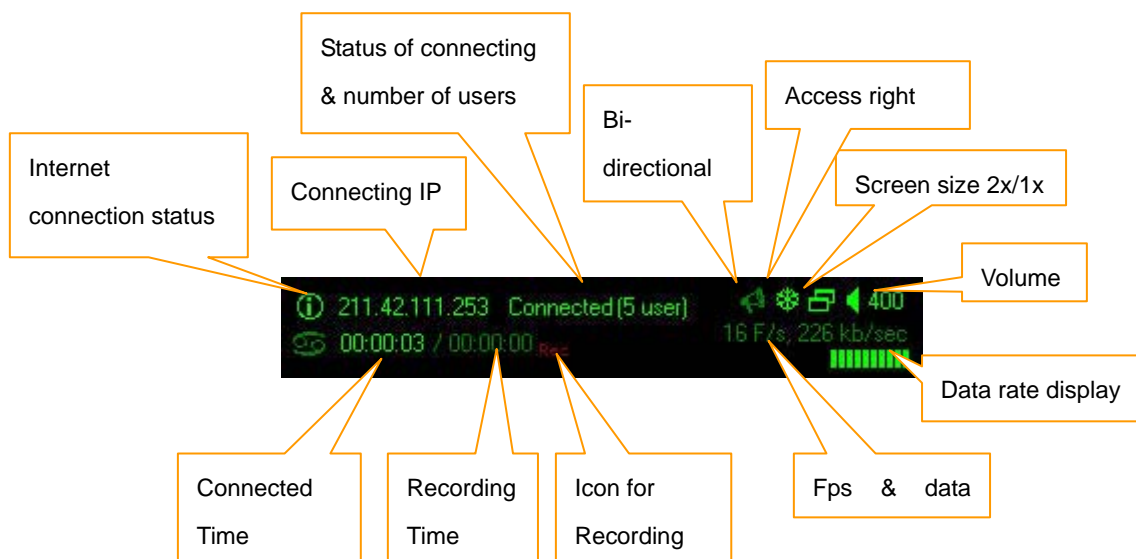 Status of connecting
& number of users
Access right
Bi-
directional
Internet
connection status
Connecting IP
Screen size 2x/1x
Volume
211.42.111.253 Connected (5 user) 400
00:00:03 / 00:00:00 Rec 16 F/s, 226 kb/sec
Data rate display
Connected
Time
Recording
Time
Icon for
Recording
Fps & data